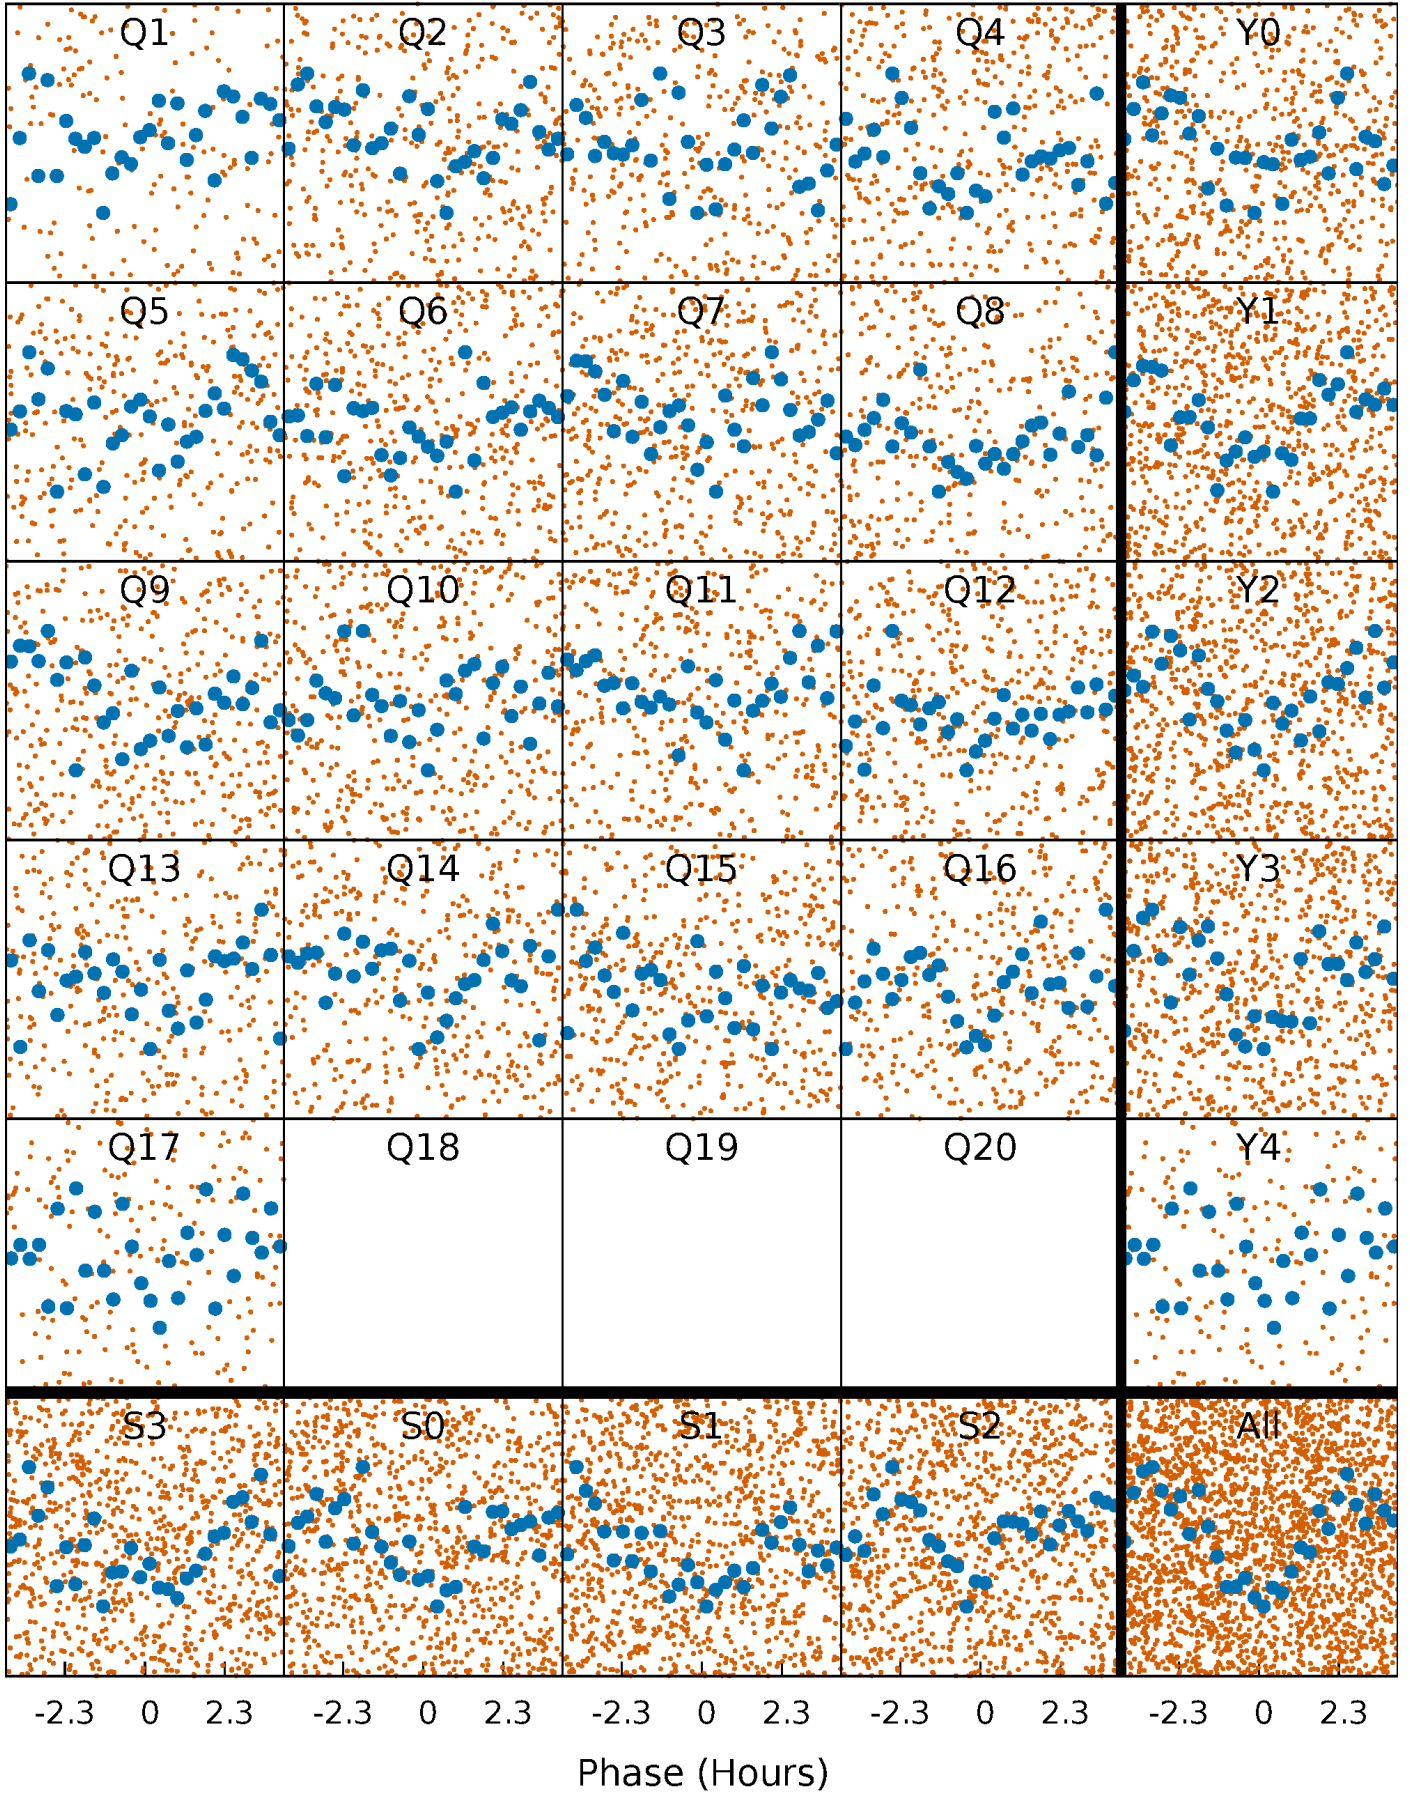 Q1 Q2 Q3 Q4 Y0
Q5 Q6 Q7 Q8 Y1
Q9 Q10 Q11 Q12 Y2
Q13 Q14 Q15 Q16 Y3
Q17 Q18 Q19 Q20 Y4
S3 S0 S1 S2 All
-2.3 0 2.3 -2.3 0 2.3 -2.3 0 2.3 -2.3 0 2.3 -2.3 0 2.3
Phase (Hours)